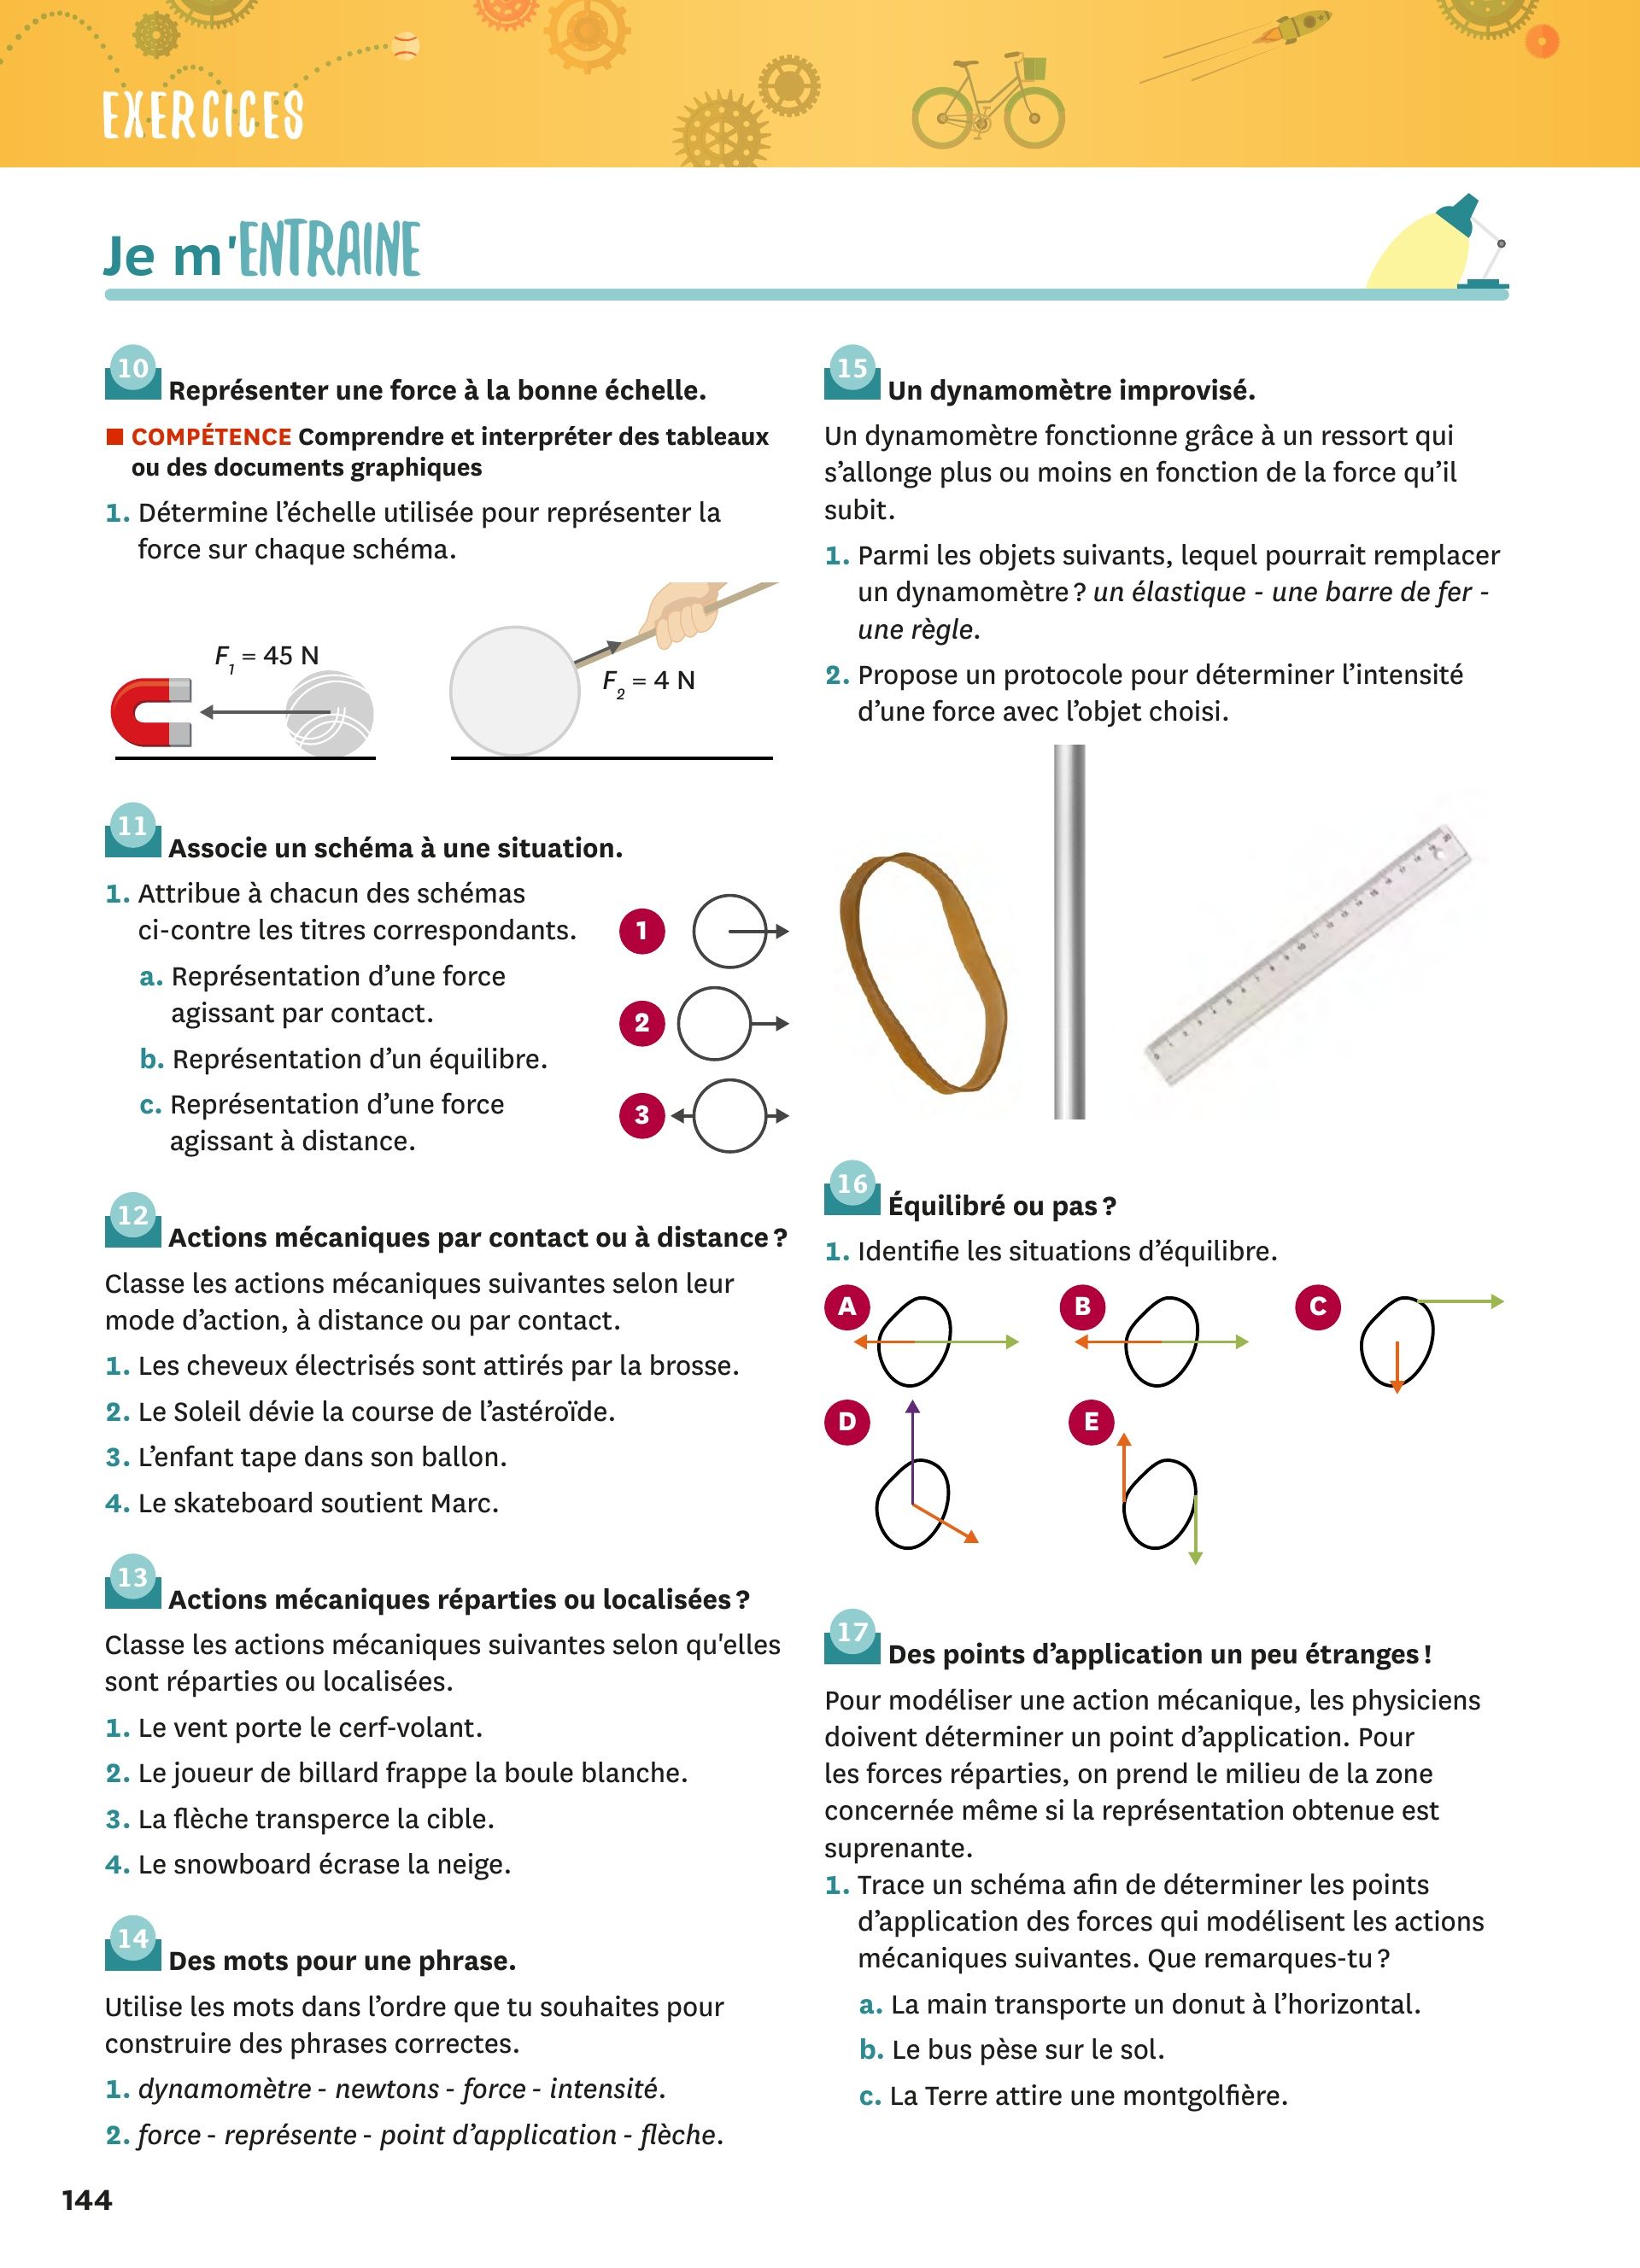 EXERCICES
Je m'ENTRAINE
10
Représenter une force à la bonne échelle.
COMPÉTENCE Comprendre et interpréter des tableaux
ou des documents graphiques
1. Détermine l’échelle utilisée pour représenter la
force sur chaque schéma.
F1 = 45 N
F2 = 4 N
11
Associe un schéma à une situation.
1. Attribue à chacun des schémas
ci-contre les titres correspondants.
a. Représentation d’une force
agissant par contact.
b. Représentation d’un équilibre.
c. Représentation d’une force
agissant à distance.
1
2
3
12
Actions mécaniques par contact ou à distance ?
Classe les actions mécaniques suivantes selon leur
mode d’action, à distance ou par contact.
1. Les cheveux électrisés sont attirés par la brosse.
2. Le Soleil dévie la course de l’astéroïde.
3. L’enfant tape dans son ballon.
4. Le skateboard soutient Marc.
13
Actions mécaniques réparties ou localisées ?
Classe les actions mécaniques suivantes selon qu'elles
sont réparties ou localisées.
1. Le vent porte le cerf-volant.
2. Le joueur de billard frappe la boule blanche.
3. La flèche transperce la cible.
4. Le snowboard écrase la neige.
14
Des mots pour une phrase.
Utilise les mots dans l’ordre que tu souhaites pour
construire des phrases correctes.
1. dynamomètre - newtons - force - intensité.
2. force - représente - point d’application - flèche.
15
Un dynamomètre improvisé.
Un dynamomètre fonctionne grâce à un ressort qui
s’allonge plus ou moins en fonction de la force qu’il
subit.
1. Parmi les objets suivants, lequel pourrait remplacer
un dynamomètre ? un élastique - une barre de fer -
une règle.
2. Propose un protocole pour déterminer l’intensité
d’une force avec l’objet choisi.
16
Équilibré ou pas ?
1. Identifie les situations d’équilibre.
A
B
C
D
E
17
Des points d’application un peu étranges !
Pour modéliser une action mécanique, les physiciens
doivent déterminer un point d’application. Pour
les forces réparties, on prend le milieu de la zone
concernée même si la représentation obtenue est
suprenante.
1. Trace un schéma afin de déterminer les points
d’application des forces qui modélisent les actions
mécaniques suivantes. Que remarques-tu ?
a. La main transporte un donut à l’horizontal.
b. Le bus pèse sur le sol.
c. La Terre attire une montgolfière.
144